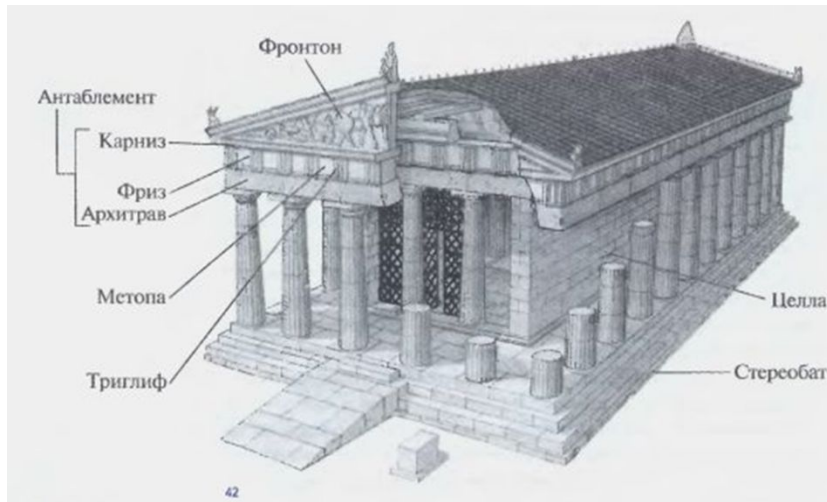 Фронтон
Антаблемент
Карниз
Фриз
Архитрав
Метопа
Целла
Стереобат
Триглиф
42